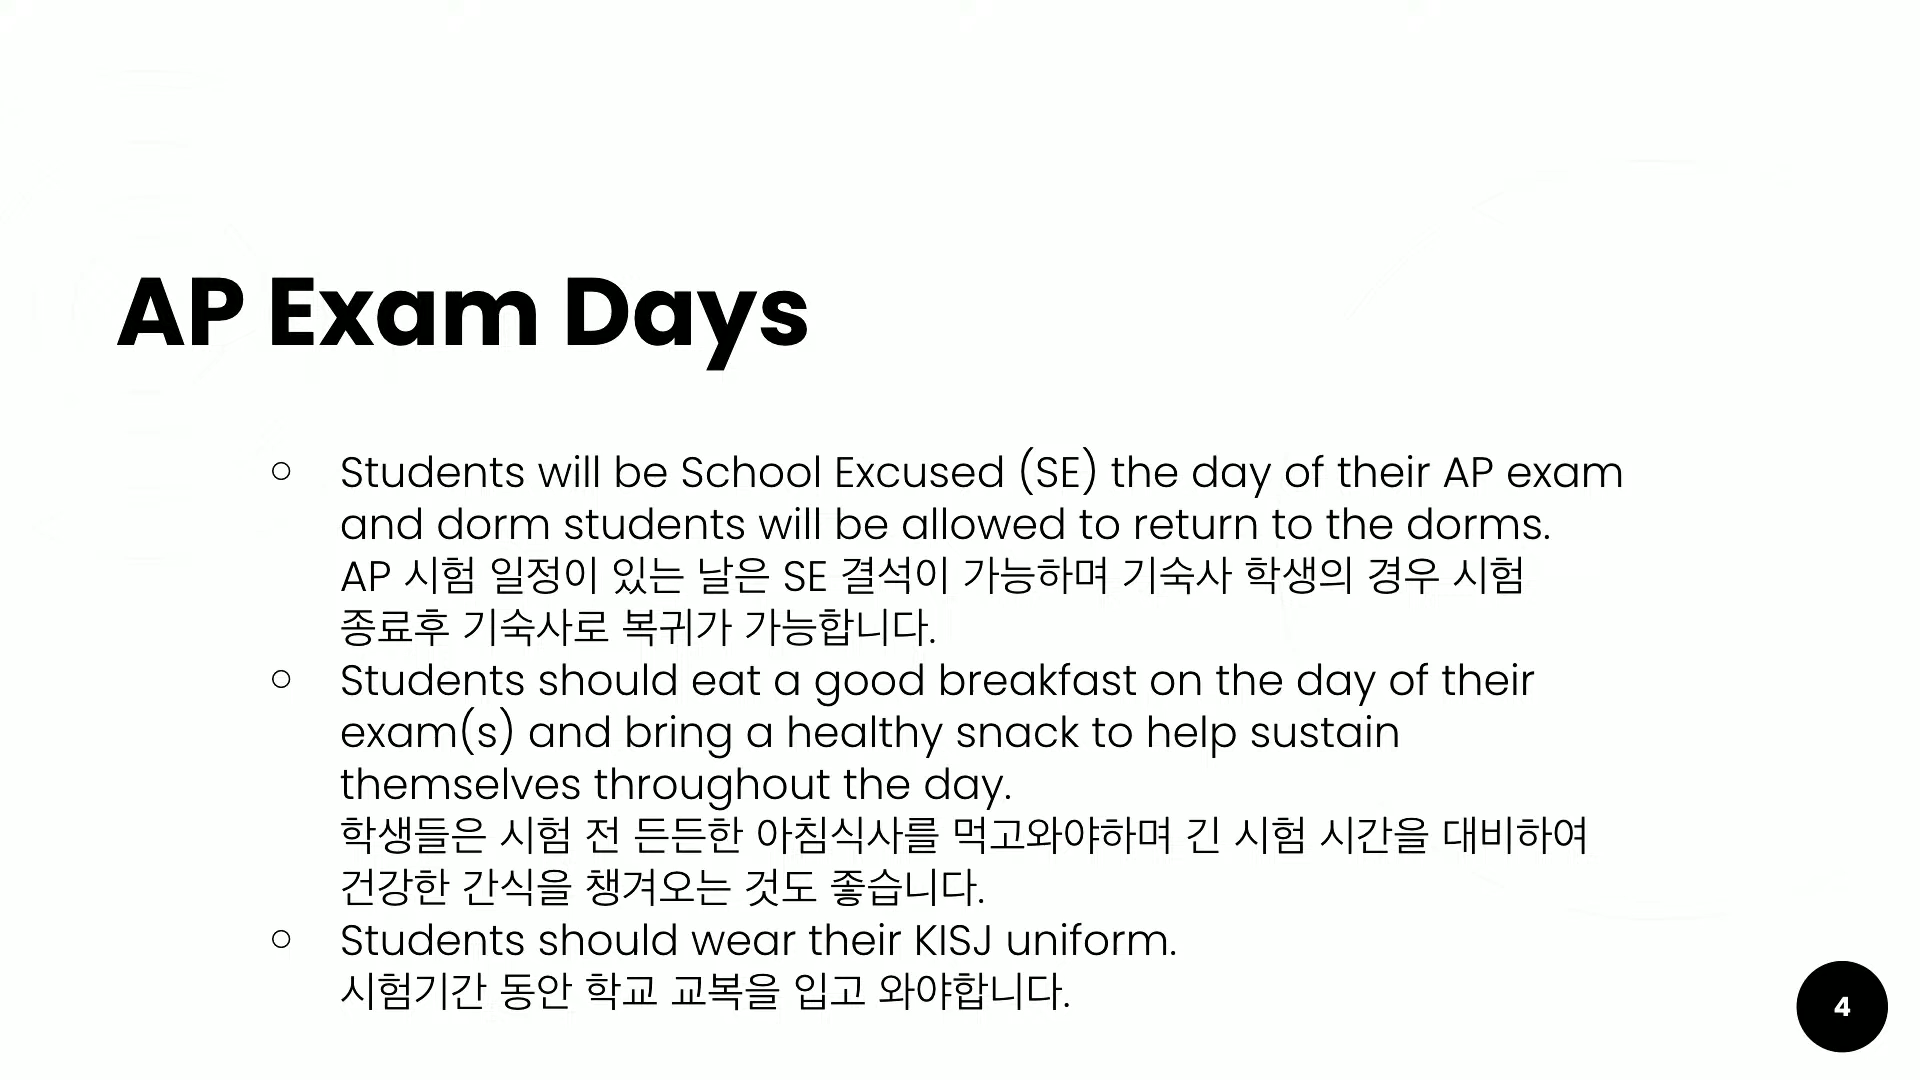 AP Exam Days
○ Students will be School Excused (SE) the day of their AP exam
and dorm students will be allowed to return to the dorms.
AP 시험 일정이 있는 날은 SE 결석이 가능하며 기숙사 학생의 경우 시험
종료후 기숙사로 복귀가 가능합니다.
○ Students should eat a good breakfast on the day of their
exam(s) and bring a healthy snack to help sustain
themselves throughout the day.
학생들은 시험 전 든든한 아침식사를 먹고와야하며 긴 시험 시간을 대비하여
건강한 간식을 챙겨오는 것도 좋습니다.
○ Students should wear their KISJ uniform.
시험기간 동안 학교 교복을 입고 와야합니다.
4